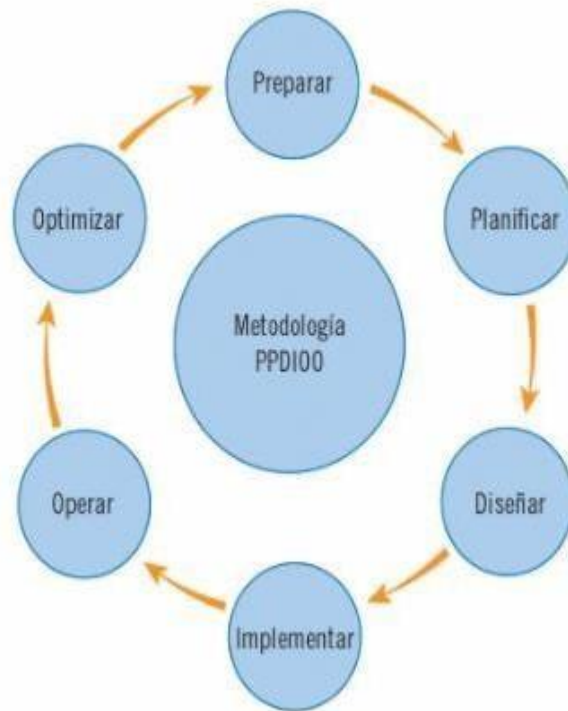 Preparar
Planificar
Diseñar
Implementar
Operar
Optimizar
Metodología
PPDIOO